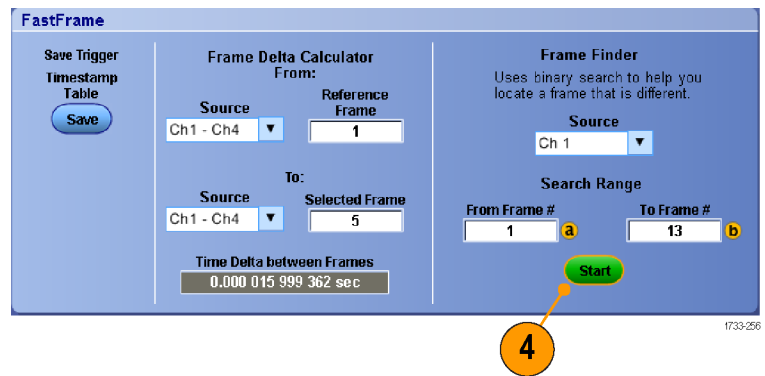 FastFrame
Save Trigger
Timestamp
Table
Save
Frame Delta Calculator
From:
Source
Reference
Frame
Ch1 - Ch4
1
To:
Source
Selected Frame
Ch1 - Ch4
5
Time Delta between Frames
0.000 015 999 362 sec
Frame Finder
Uses binary search to help you
locate a frame that is different.
Source
Ch 1
Search Range
From Frame #
To Frame #
1
a
13
b
Start
4
1733-256